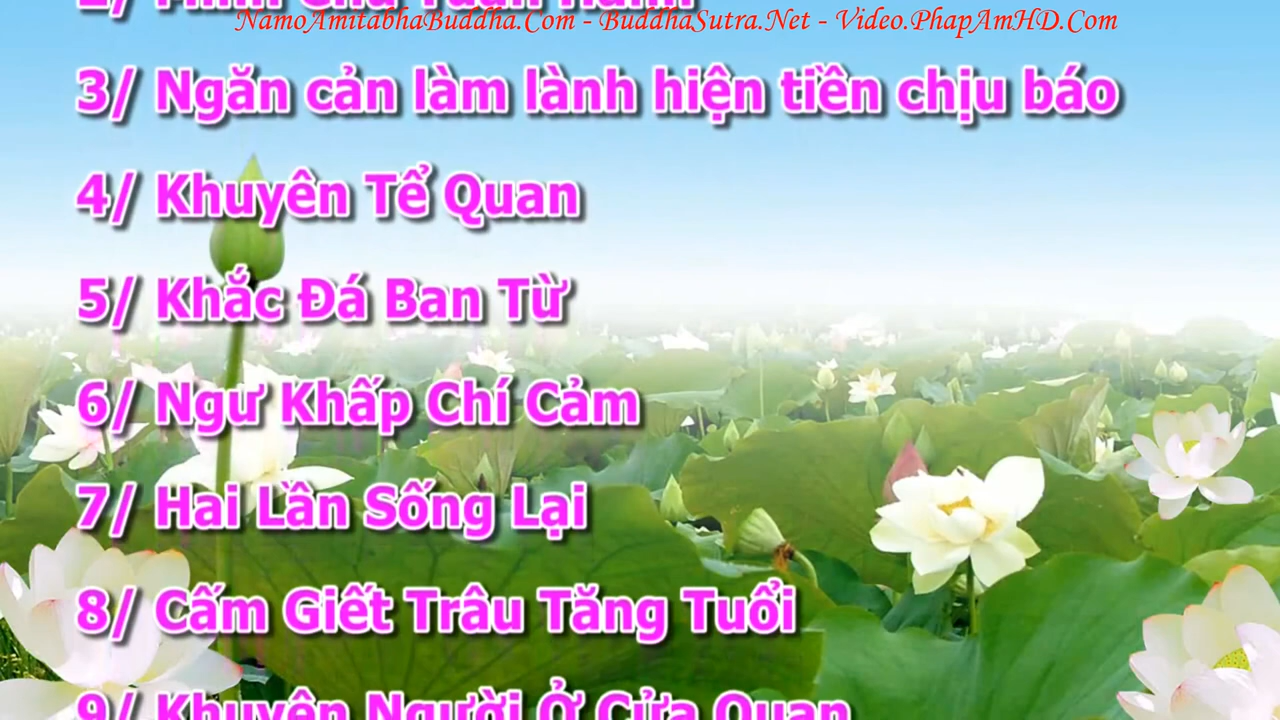 NamoAmitabhaBuddha.Com - BuddhaSutra.Net - Video.PhapAmHD.Com
3/ Ngăn cản làm lành hiện tiền chịu báo
4/ Khuyên Tể Quan
5/ Khắc Đá Ban Từ
6/ Ngư Khấp Chí Cảm
7/ Hai Lần Sống Lại
8/ Cấm Giết Trâu Tăng Tuổi
9/ Khuyên Người Ở Cửa Quan